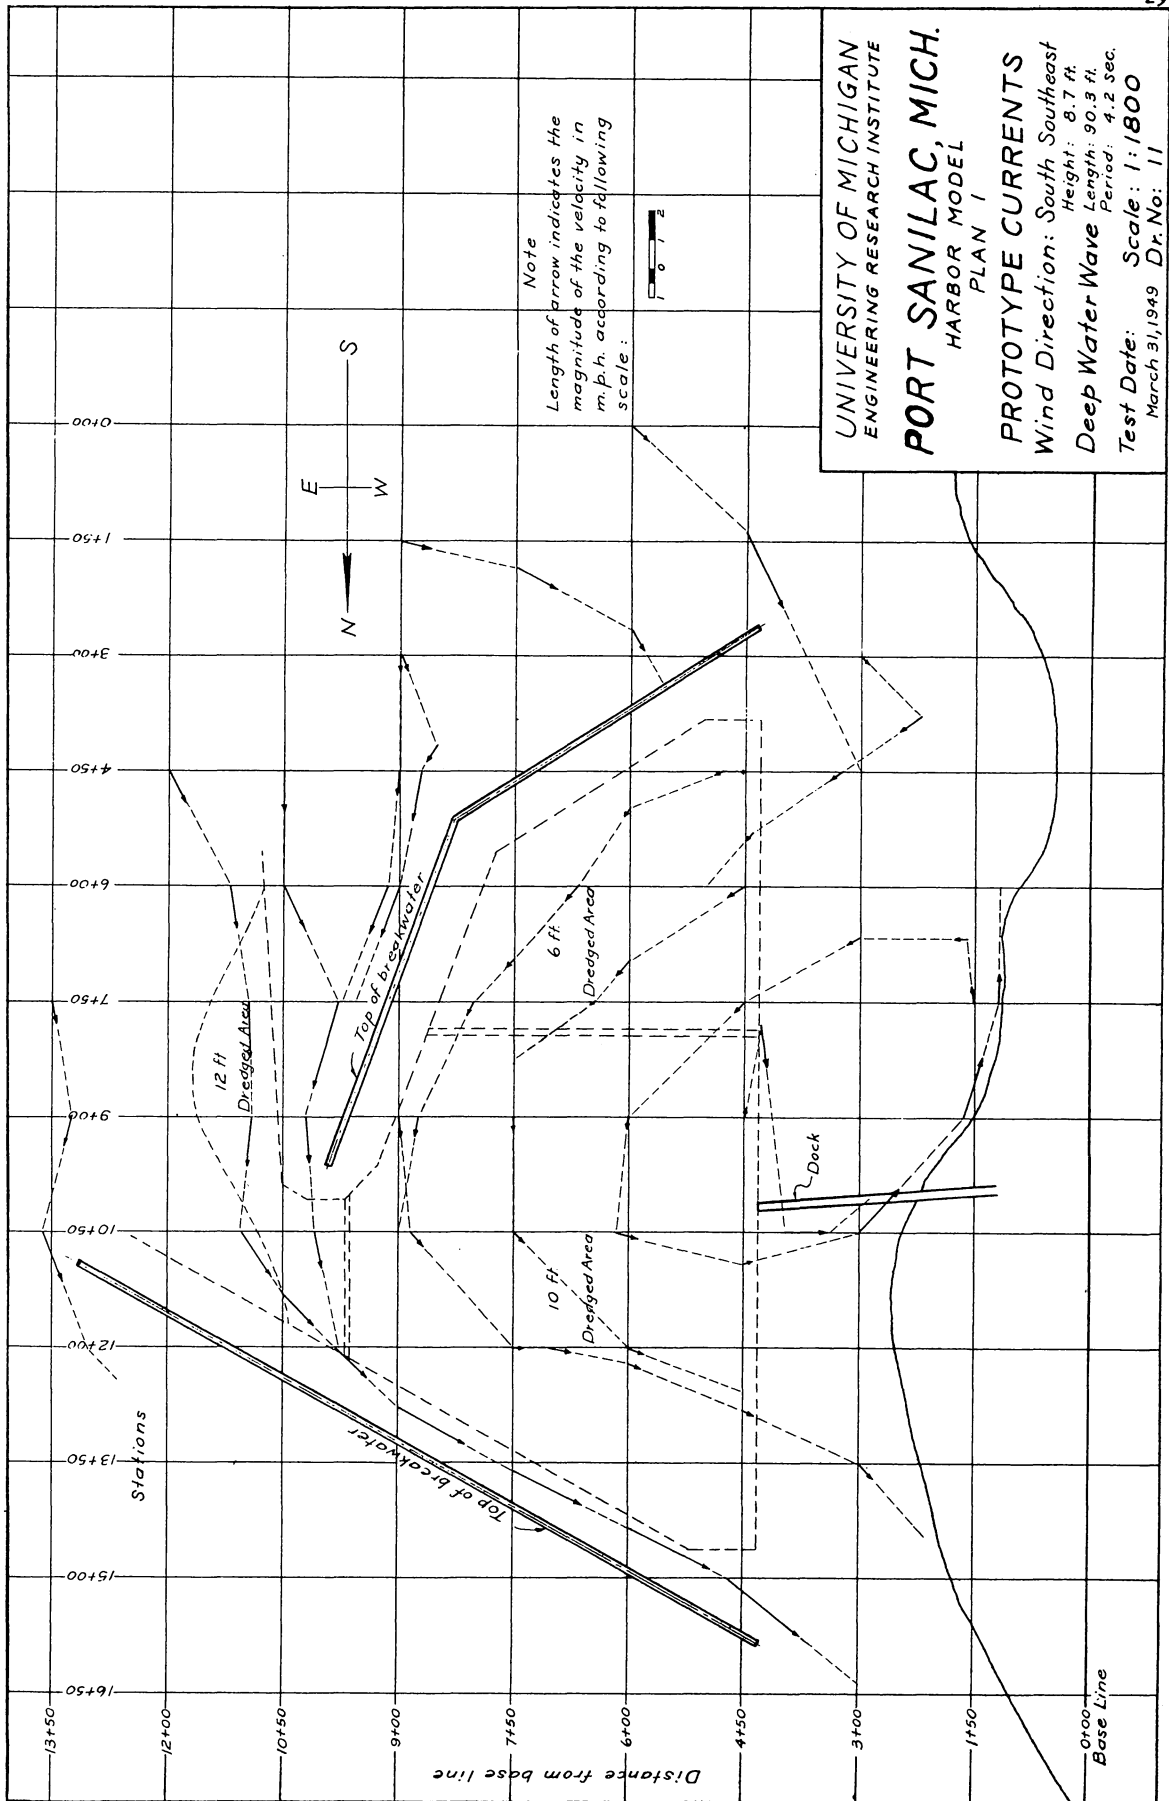 UNIVERSITY OF MICHIGAN
ENGINEERING RESEARCH INSTITUTE
PORT SANILAC, MICH.
HARBOR MODEL
PLAN 1
PROTOTYPE CURRENTS
Wind Direction: South Southeast
Height: 8.7 ft.
Deep Water Wave Length: 90.3 ft.
Period: 4.2 sec.
Test Date: Scale: 1:1800
March 31, 1949 Dr. No: 11
Note
Length of arrow indicates the
magnitude of the velocity in
m.p.h. according to following
scale:
1 0 1 2
N
S
E
W
Stations
0+00
1+50
3+00
4+50
6+00
7+50
9+00
10+50
12+00
13+50
15+00
16+50
Distance from base line
13+50
12+00
10+50
9+00
7+50
6+00
4+50
3+00
1+50
0+00
Base Line
12 ft
Dredged Area
Top of breakwater
6 ft.
Dredged Area
10 ft
Dredged Area
Dock
Top of breakwater